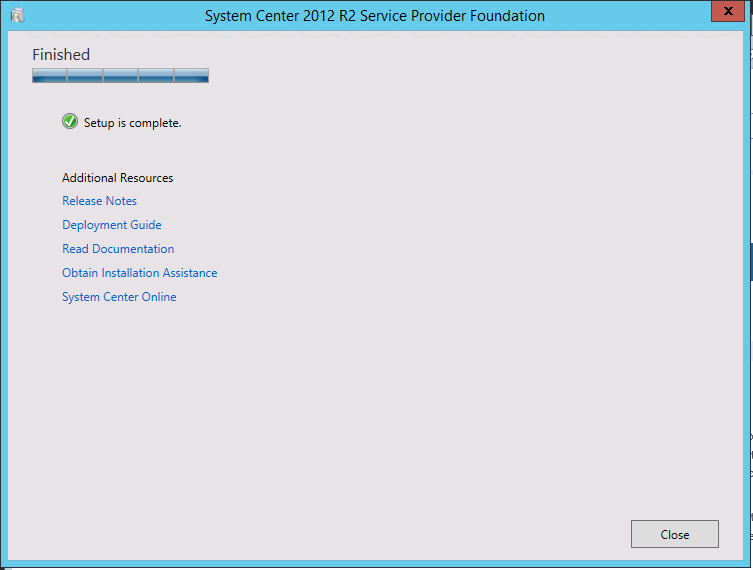 System Center 2012 R2 Service Provider Foundation
x
Finished
Setup is complete.
Additional Resources
Release Notes
Deployment Guide
Read Documentation
Obtain Installation Assistance
System Center Online
Close